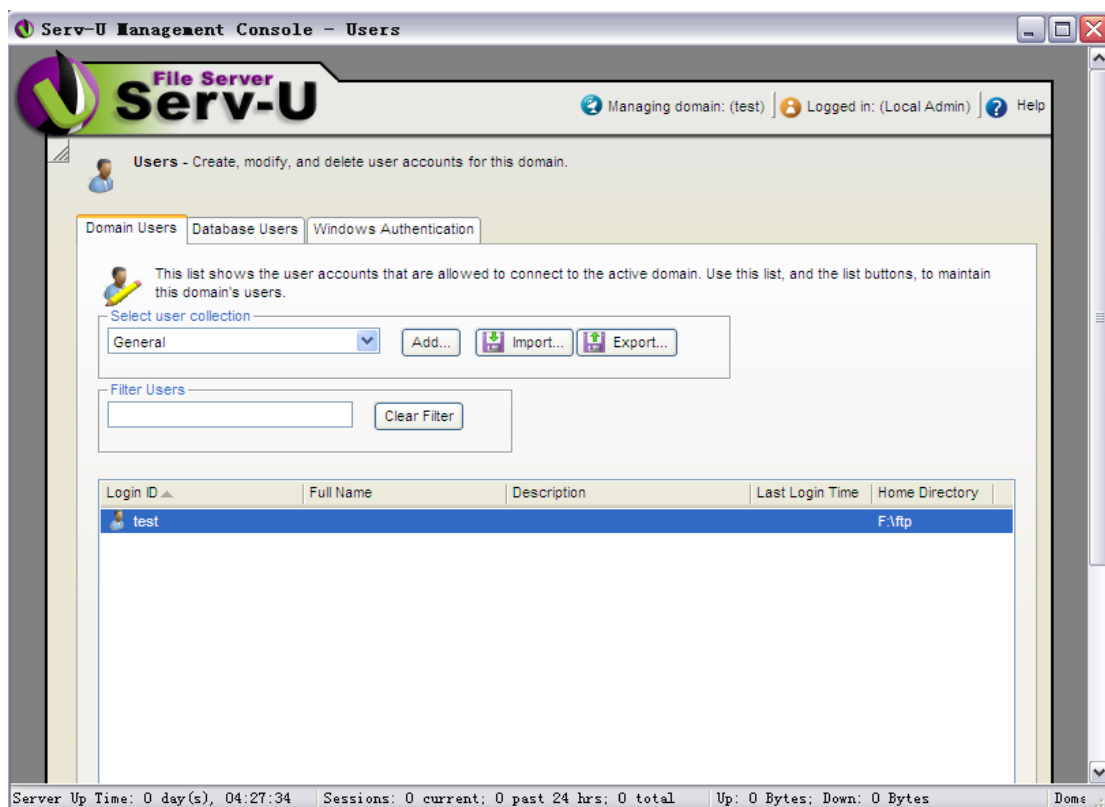 Serv-U Management Console - Users
File Server
Serv-U
Managing domain: (test) Logged in: (Local Admin) Help
Users - Create, modify, and delete user accounts for this domain.
Domain Users Database Users Windows Authentication
This list shows the user accounts that are allowed to connect to the active domain. Use this list, and the list buttons, to maintain
this domain's users.
Select user collection
General Add... Import... Export...
Filter Users
Clear Filter
Login ID Full Name Description Last Login Time Home Directory
test F:\ftp
Server Up Time: 0 day(s), 04:27:34 Sessions: 0 current; 0 past 24 hrs; 0 total Up: 0 Bytes; Down: 0 Bytes